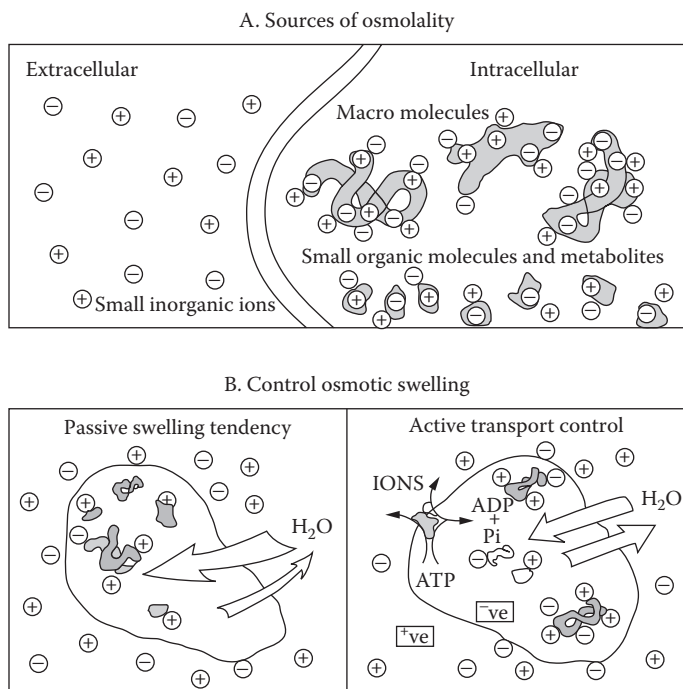 A. Sources of osmolality
Extracellular
Intracellular
Macro molecules
Small organic molecules and metabolites
Small inorganic ions
B. Control osmotic swelling
Passive swelling tendency
H₂O
Active transport control
IONS
ADP
+
Pi
ATP
H₂O
⁻ve
⁺ve